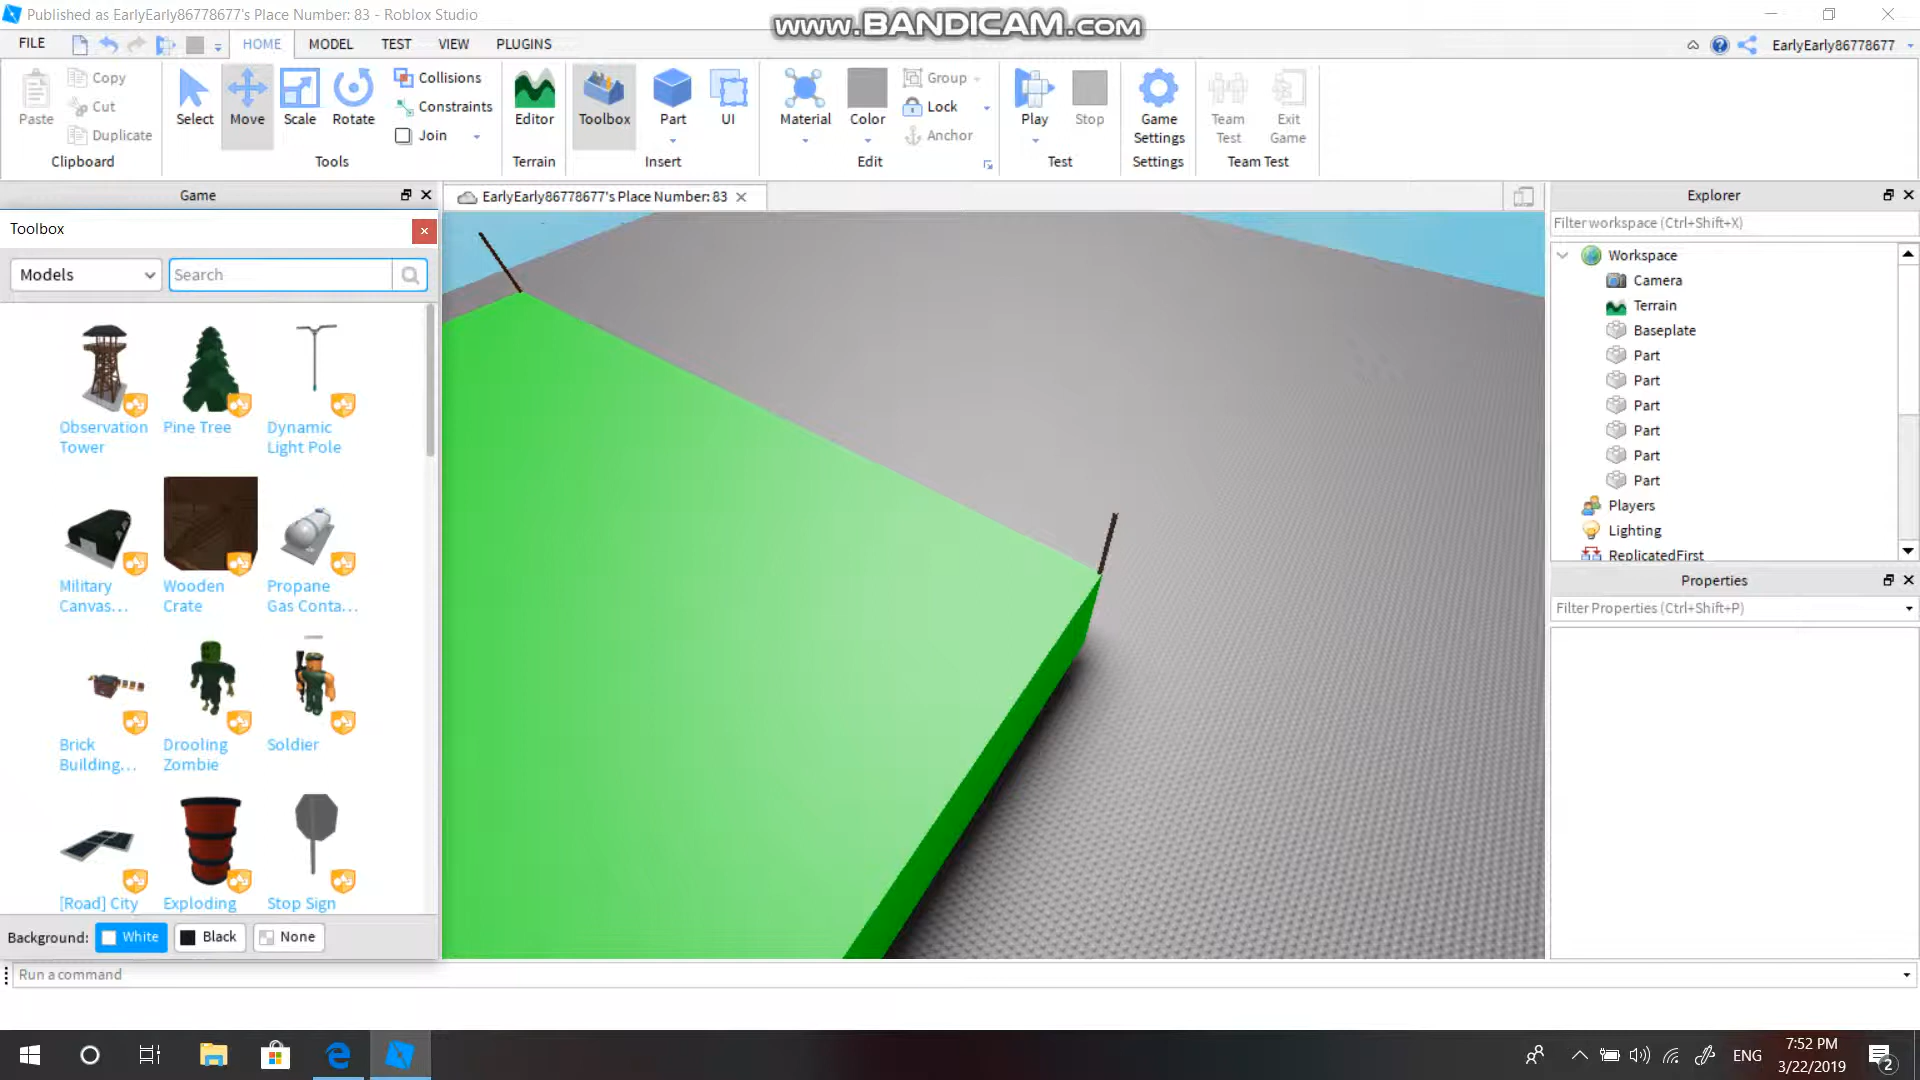 Published as EarlyEarly86778677's Place Number: 83 - Roblox Studio
www.BANDICAM.com
FILE
HOME
MODEL
TEST
VIEW
PLUGINS
EarlyEarly86778677
Paste
Copy
Cut
Duplicate
Clipboard
Select
Move
Scale
Rotate
Collisions
Constraints
Join
Tools
Editor
Terrain
Toolbox
Part
UI
Insert
Material
Color
Group
Lock
Anchor
Edit
Play
Stop
Test
Game
Settings
Settings
Team
Test
Exit
Game
Team Test
Game
EarlyEarly86778677's Place Number: 83
Explorer
Toolbox
Models
Search
Observation
Tower
Pine Tree
Dynamic
Light Pole
Military
Canvas...
Wooden
Crate
Propane
Gas Conta...
Brick
Building...
Drooling
Zombie
Soldier
[Road] City
Exploding
Stop Sign
Background:
White
Black
None
Filter workspace (Ctrl+Shift+X)
Workspace
Camera
Terrain
Baseplate
Part
Part
Part
Part
Part
Part
Players
Lighting
ReplicatedFirst
Properties
Filter Properties (Ctrl+Shift+P)
Run a command
ENG
7:52 PM
3/22/2019
2